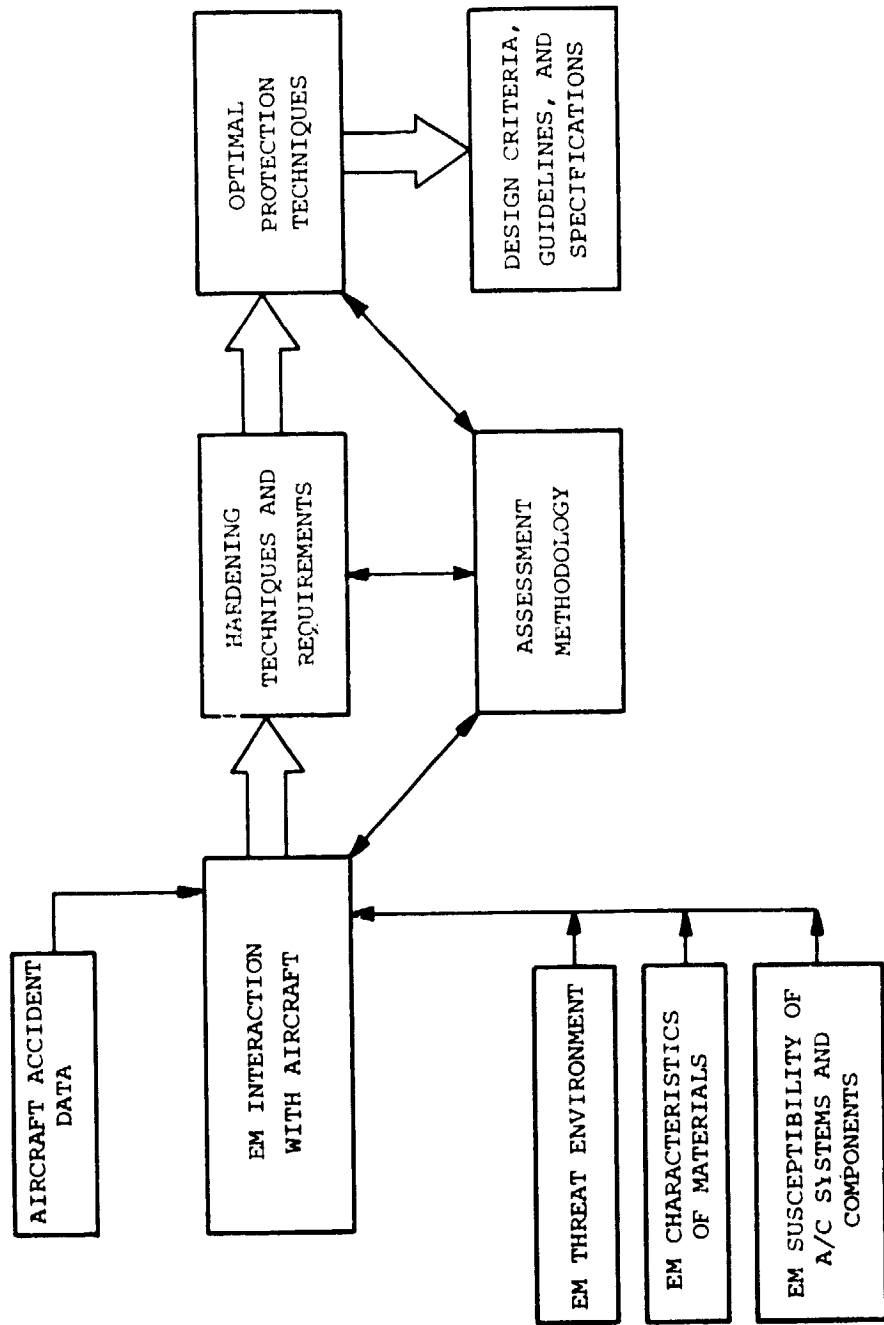 AIRCRAFT ACCIDENT
DATA
EM INTERACTION
WITH AIRCRAFT
EM THREAT ENVIRONMENT
EM CHARACTERISTICS
OF MATERIALS
EM SUSCEPTIBILITY OF
A/C SYSTEMS AND
COMPONENTS
HARDENING
TECHNIQUES AND
REQUIREMENTS
ASSESSMENT
METHODOLOGY
OPTIMAL
PROTECTION
TECHNIQUES
DESIGN CRITERIA,
GUIDELINES, AND
SPECIFICATIONS